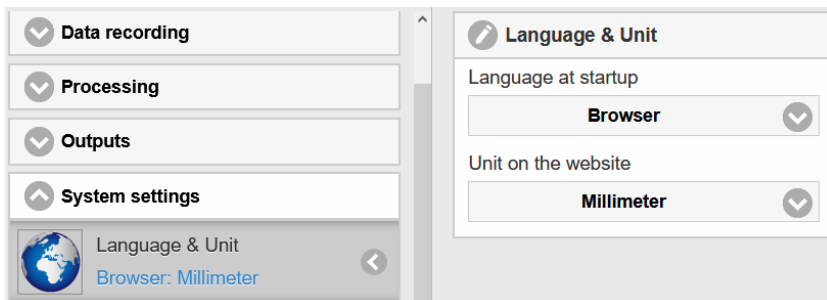 Data recording
Processing
Outputs
System settings
Language & Unit
Browser: Millimeter
Language & Unit
Language at startup
Browser
Unit on the website
Millimeter